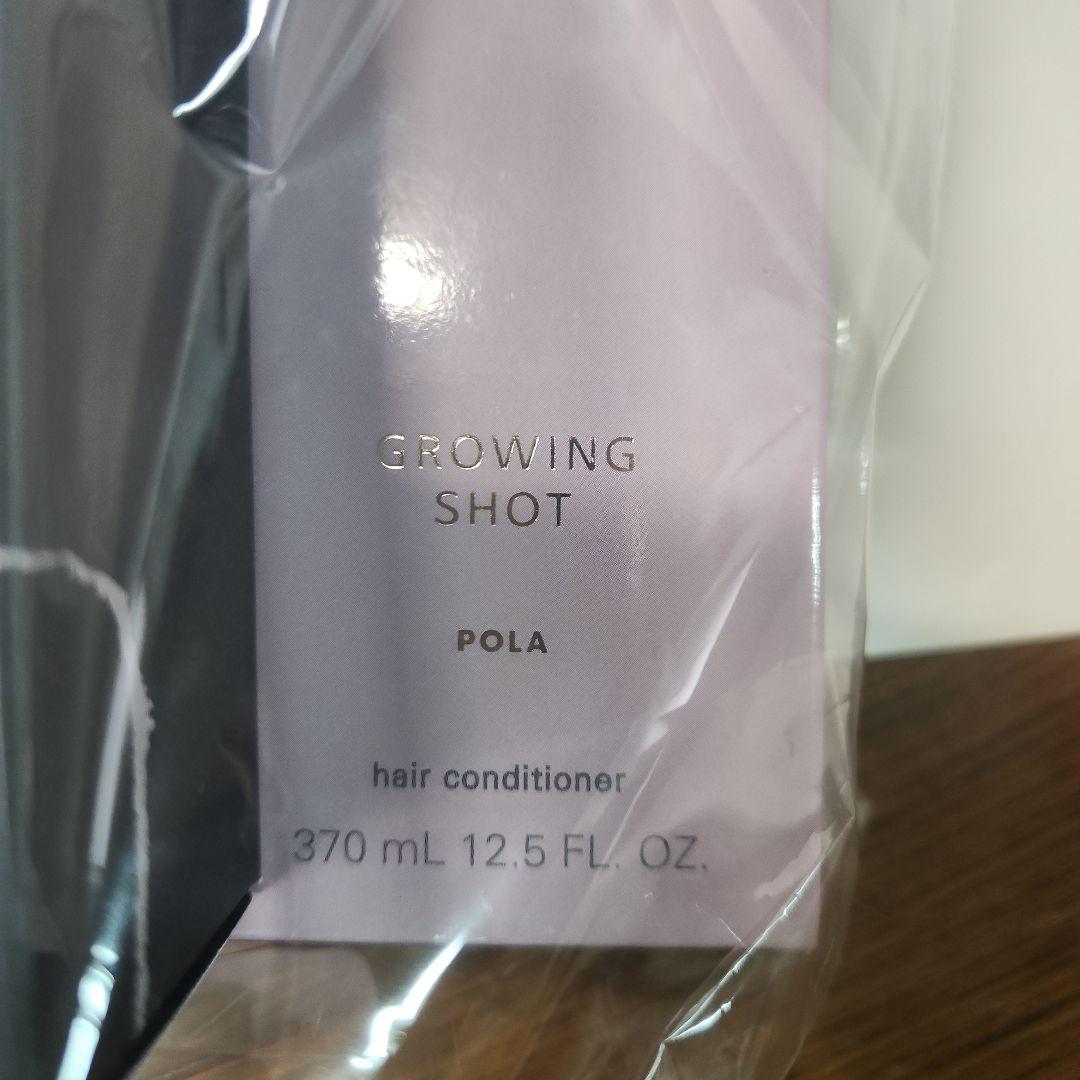 GROWING
SHOT
POLA
hair conditioner
370 mL 12.5 FL. OZ.